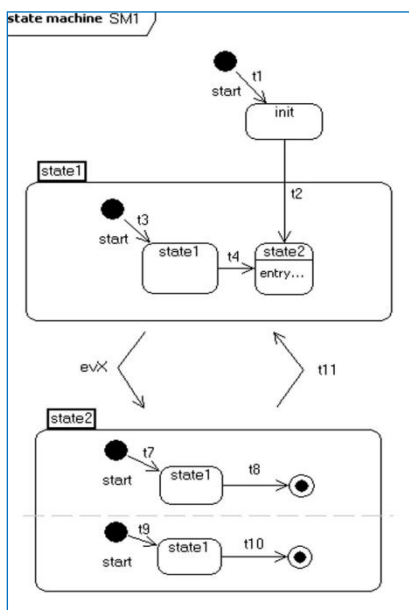 state machine SM1
t1
start
init
state1
t2
t3
start
state1
t4
state2
entry...
evX
t11
state2
t7
start
state1
t8
t9
start
state1
t10